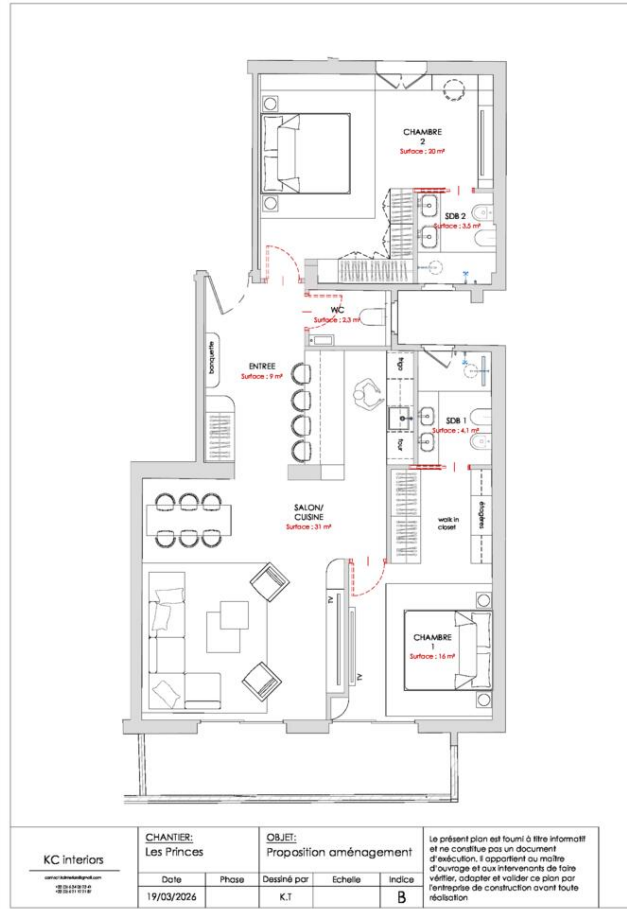 CHAMBRE
2
Surface : 20 m²
SDB 2
Surface : 3,5 m²
WC
Surface : 2,3 m²
banquette
ENTREE
Surface : 9 m²
frigo
four
SDB 1
Surface : 4,1 m²
SALON/
CUISINE
Surface : 31 m²
walk in
closet
étagères
TV
TV
CHAMBRE
1
Surface : 16 m²
KC interiors
CHANTIER:
Les Princes
OBJET:
Proposition aménagement
Date
Phase
Dessiné par
Echelle
Indice
19/03/2026
K.T
B
Le présent plan est fourni à titre informatif
et ne constitue pas un document
d'exécution. Il appartient au maître
d'ouvrage et aux intervenants de faire
vérifier, adapter et valider ce plan par
l'entreprise de construction avant toute
réalisation